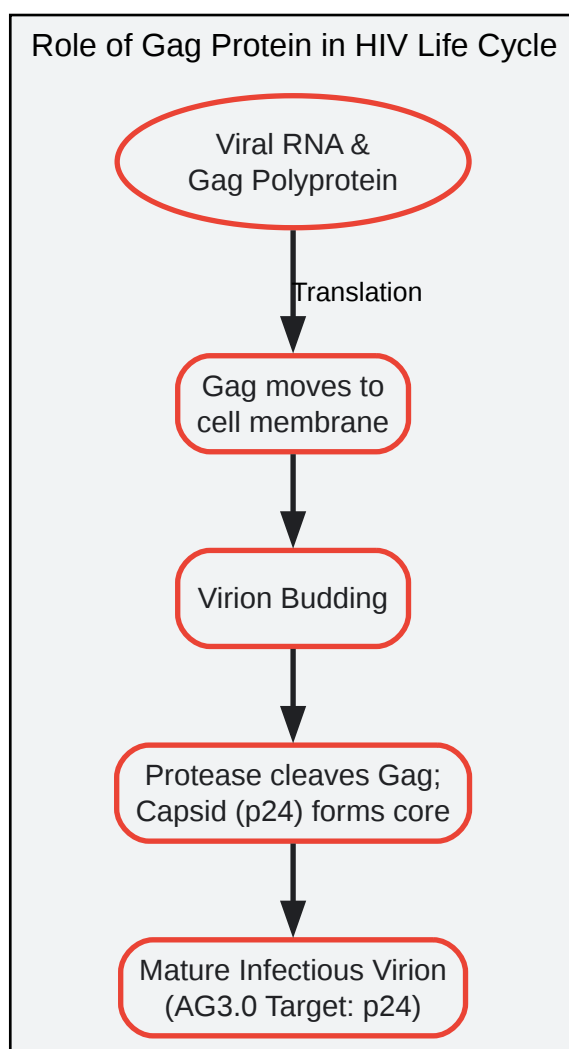 Role of Gag Protein in HIV Life Cycle
Viral RNA &
Gag Polyprotein
Translation
Gag moves to
cell membrane
Virion Budding
Protease cleaves Gag;
Capsid (p24) forms core
Mature Infectious Virion
(AG3.0 Target: p24)